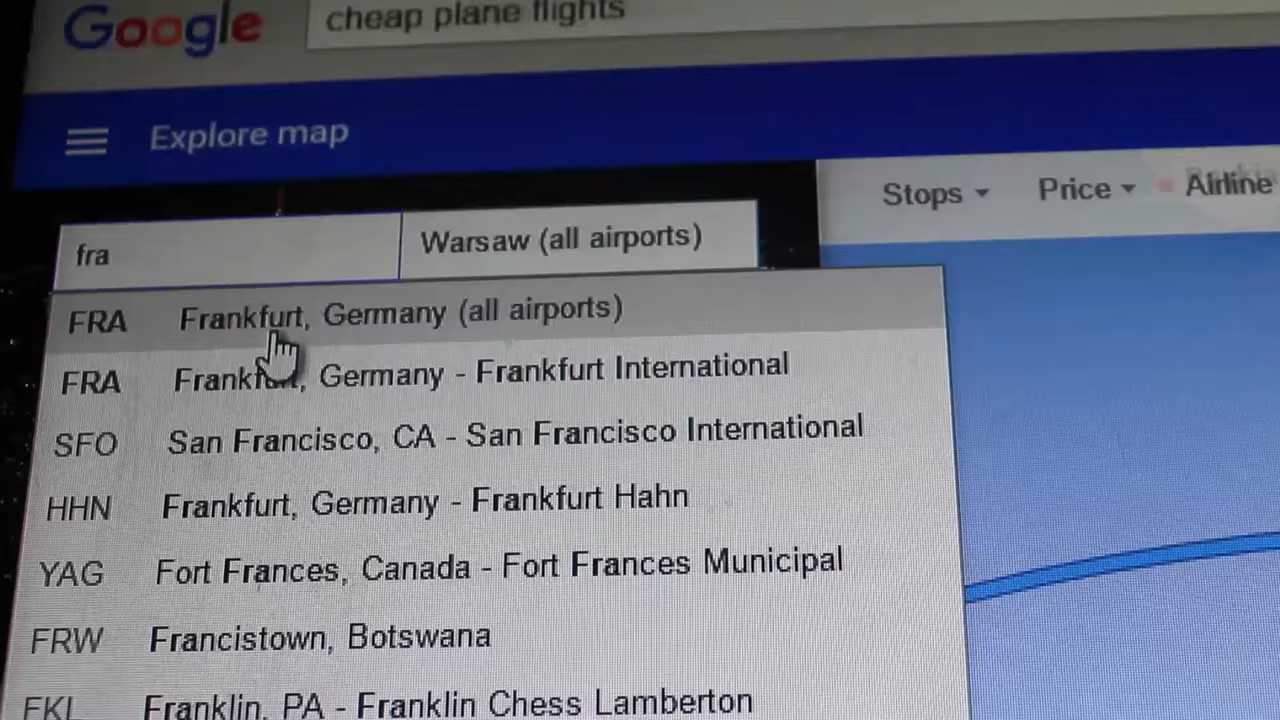 Google
cheap plane flights
Explore map
Stops
Price
Airline
fra
Warsaw (all airports)
FRA Frankfurt, Germany (all airports)
FRA Frankfurt, Germany - Frankfurt International
SFO San Francisco, CA - San Francisco International
HHN Frankfurt, Germany - Frankfurt Hahn
YAG Fort Frances, Canada - Fort Frances Municipal
FRW Francistown, Botswana
FKL Franklin, PA - Franklin Chess Lamberton